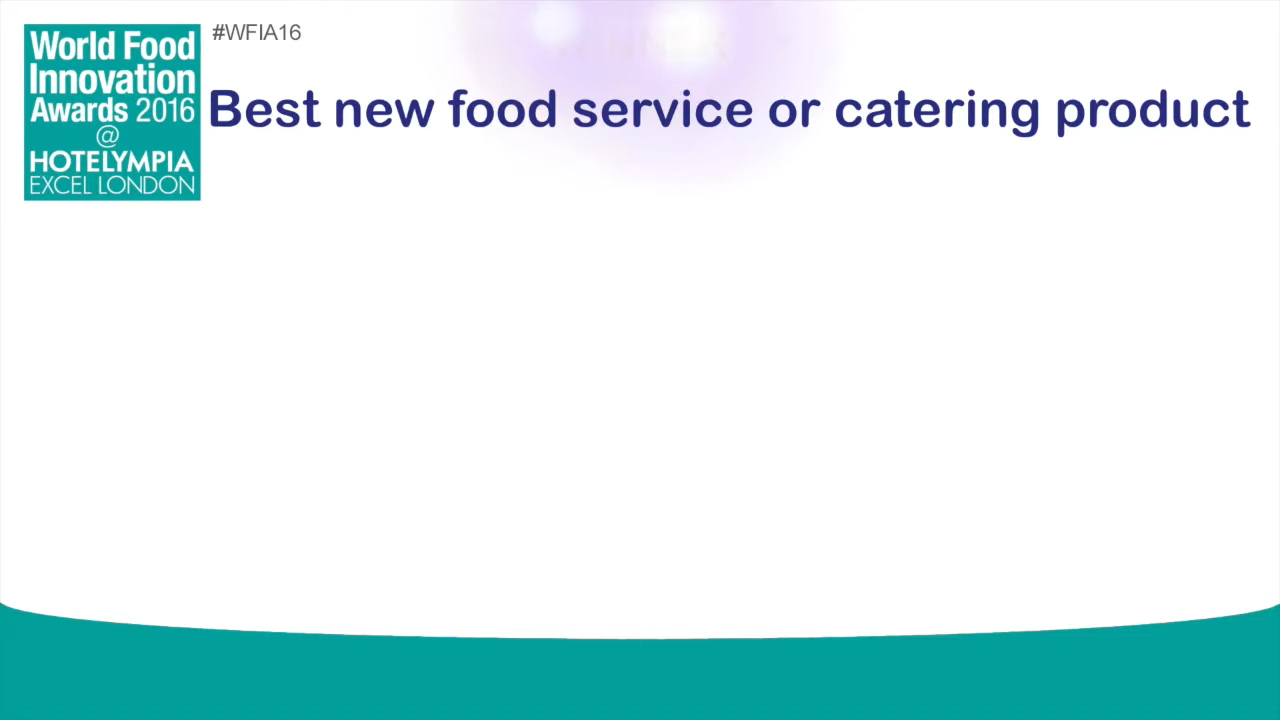 #WFIA16
World Food
Innovation
Awards 2016
@
HOTELYMPIA
EXCEL LONDON
Best new food service or catering product